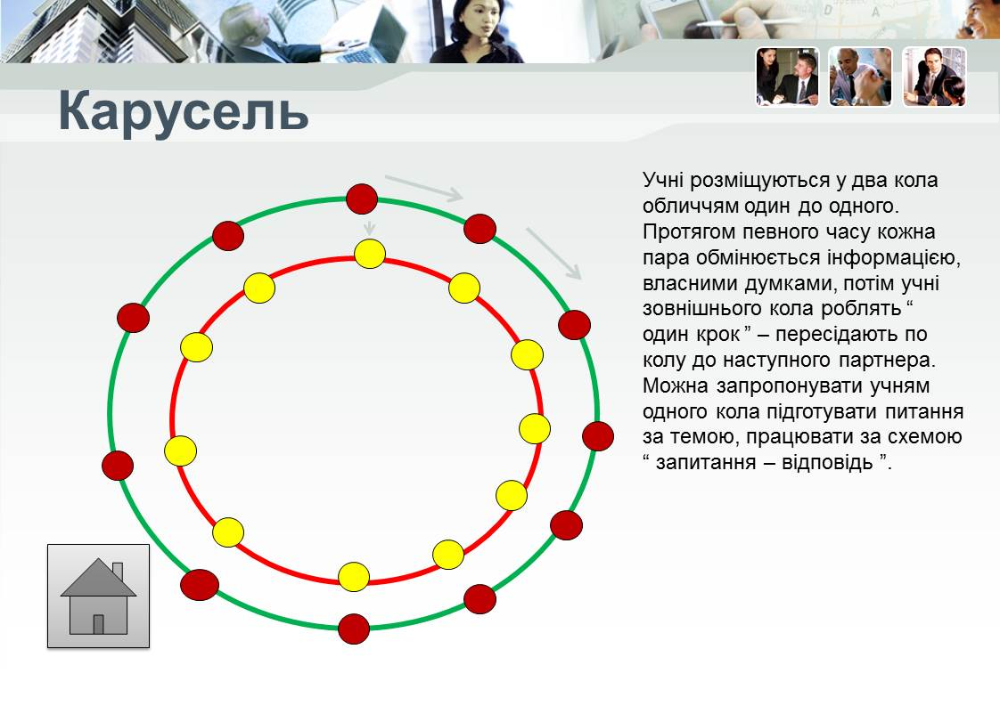 Карусель
Учні розміщуються у два кола
обличчям один до одного.
Протягом певного часу кожна
пара обмінюється інформацією,
власними думками, потім учні
зовнішнього кола роблять “
один крок ” – пересідають по
колу до наступного партнера.
Можна запропонувати учням
одного кола підготувати питання
за темою, працювати за схемою
“ запитання – відповідь ”.